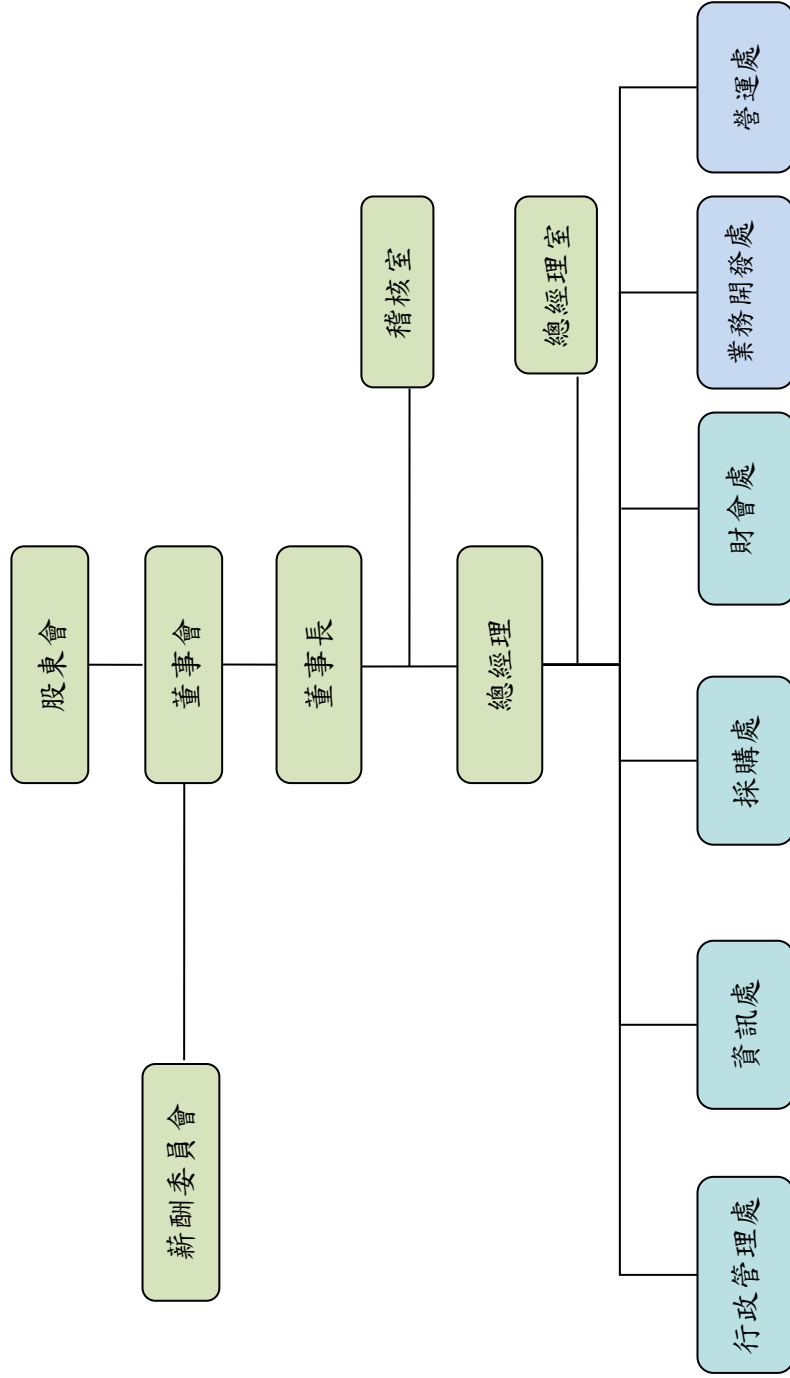 股東會
董事會
薪酬委員會
董事長
稽核室
總經理
總經理室
行政管理處
資訊處
採購處
財會處
業務開發處
營運處